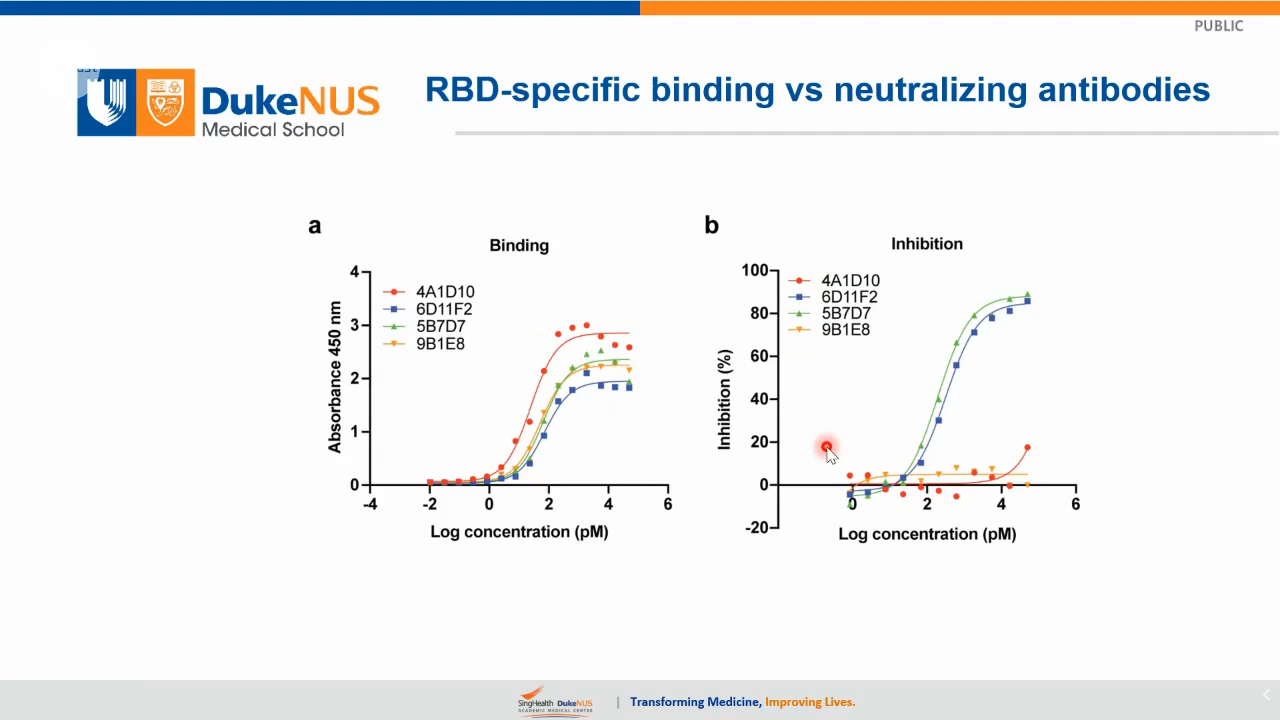 PUBLIC
DukeNUS
Medical School
RBD-specific binding vs neutralizing antibodies
a
Binding
4
3
2
1
0
Absorbance 450 nm
4A1D10
6D11F2
5B7D7
9B1E8
-4 -2 0 2 4 6
Log concentration (pM)
b
Inhibition
100
80
60
40
20
0
-20
Inhibition (%)
4A1D10
6D11F2
5B7D7
9B1E8
0 2 4 6
Log concentration (pM)
SingHealth DukeNUS
ACADEMIC MEDICAL CENTRE
| Transforming Medicine, Improving Lives.